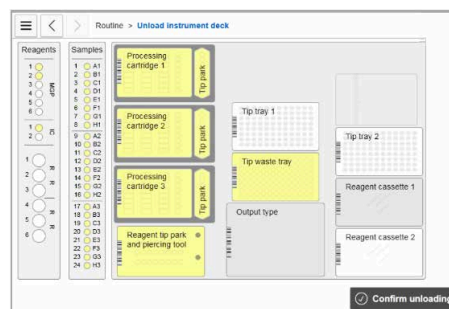 Routine > Unload instrument deck
Reagents
1
2
3
4
5
6
MGP
1
2
IC
1
2
3
R
R
4
5
6
R
R
Samples
1 A1
2 B1
3 C1
4 D1
5 E1
6 F1
7 G1
8 H1
9 A2
10 B2
11 C2
12 D2
13 E2
14 F2
15 G2
16 H2
17 A3
18 B3
19 C3
20 D3
21 E3
22 F3
23 G3
24 H3
Processing
cartridge 1
Tip park
Processing
cartridge 2
Tip park
Processing
cartridge 3
Tip park
Reagent tip park
and piercing tool
Tip tray 1
Tip waste tray
Output type
Tip tray 2
Reagent cassette 1
Reagent cassette 2
Confirm unloading